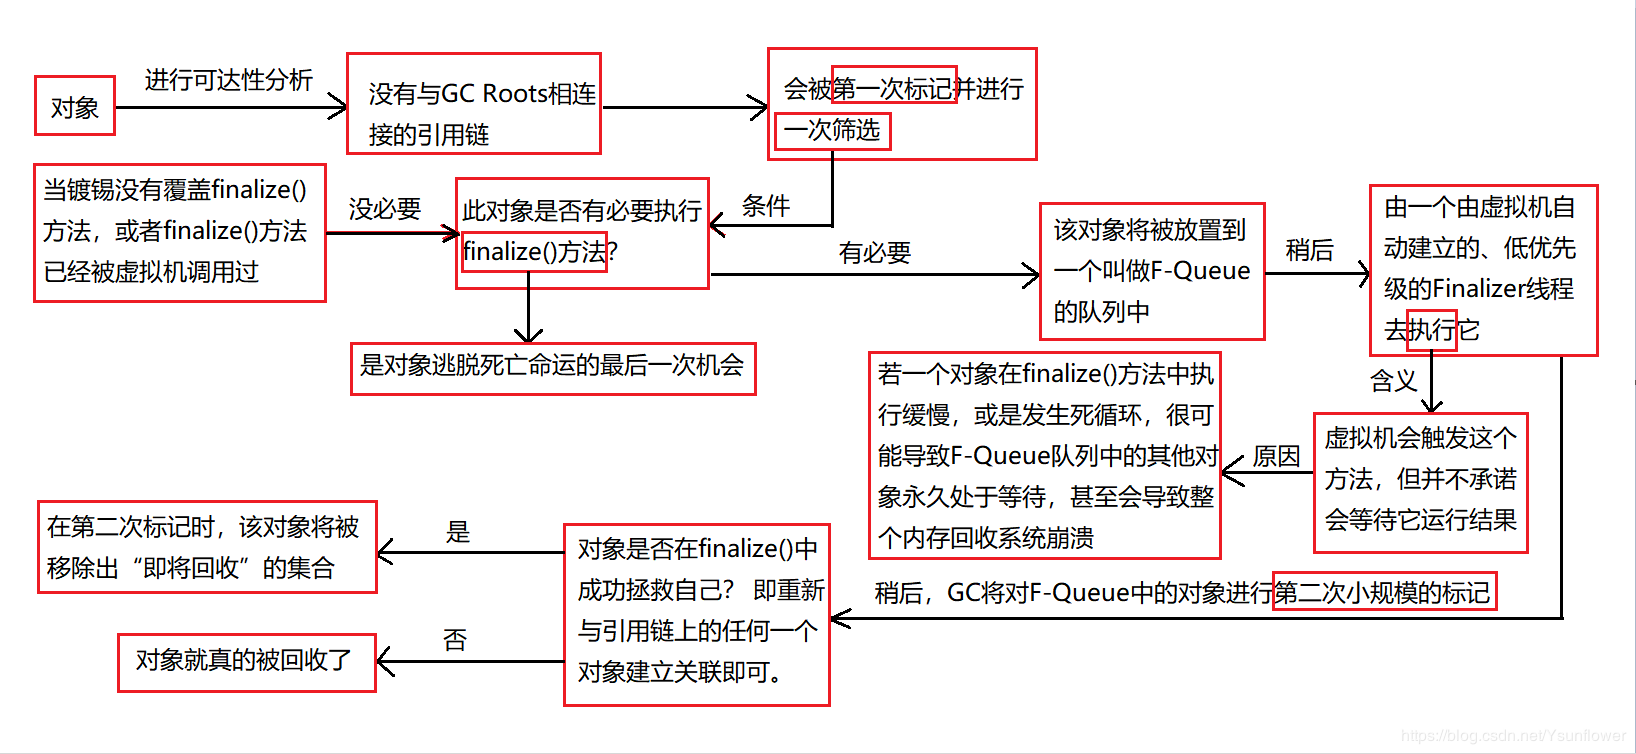 对象
进行可达性分析
没有与GC Roots相连
接的引用链
会被第一次标记并进行
一次筛选
当镀锡没有覆盖finalize()
方法，或者finalize()方法
已经被虚拟机调用过
没必要
此对象是否有必要执行
finalize()方法？
条件
有必要
该对象将被放置到
一个叫做F-Queue
的队列中
稍后
由一个由虚拟机自
动建立的、低优先
级的Finalizer线程
去执行它
是对象逃脱死亡命运的最后一次机会
含义
虚拟机会触发这个
方法，但并不承诺
会等待它运行结果
原因
若一个对象在finalize()方法中执
行缓慢，或是发生死循环，很可
能导致F-Queue队列中的其他对
象永久处于等待，甚至会导致整
个内存回收系统崩溃
稍后，GC将对F-Queue中的对象进行第二次小规模的标记
对象是否在finalize()中
成功拯救自己？ 即重新
与引用链上的任何一个
对象建立关联即可。
是
在第二次标记时，该对象将被
移除出“即将回收”的集合
否
对象就真的被回收了
https://blog.csdn.net/Ysunflower